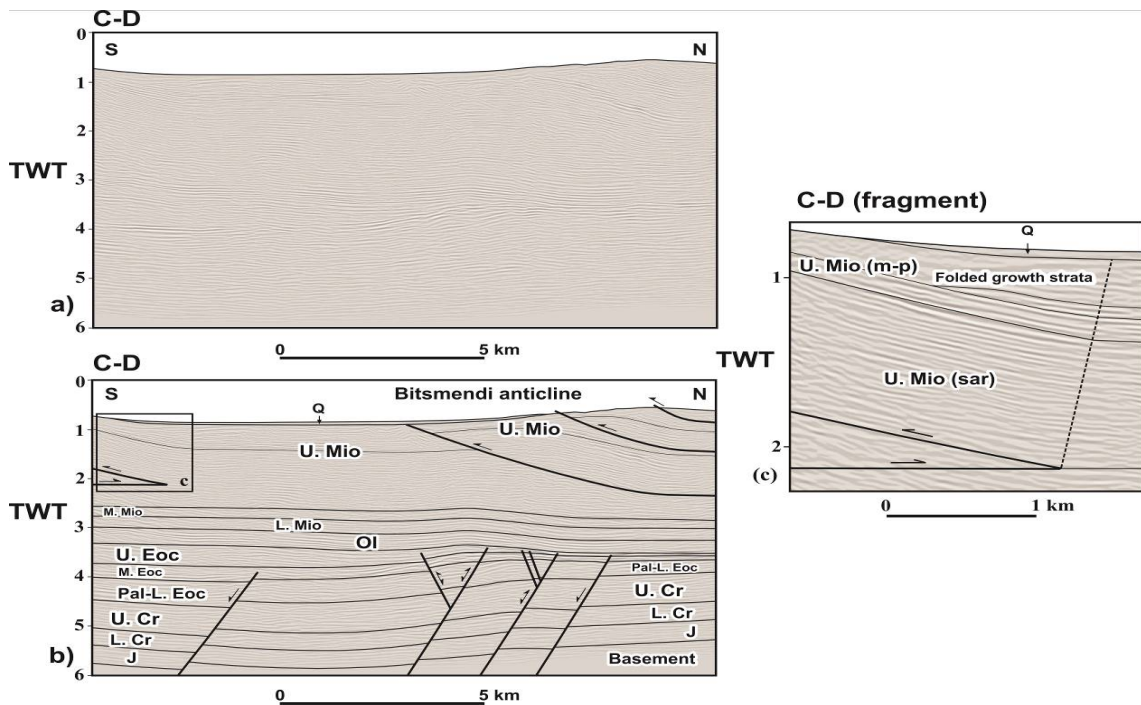 C-D
0
S N
1
2
TWT 3
4
5
a)
6
0 5 km
C-D
0
S Bitsmendi anticline N
Q
1 U. Mio
U. Mio
c
2
TWT M. Mio
3 L. Mio
Ol
U. Eoc
4 M. Eoc Pal-L. Eoc
Pal-L. Eoc U. Cr
5 U. Cr L. Cr
L. Cr J
b) J Basement
6
0 5 km
C-D (fragment)
Q
1 U. Mio (m-p) Folded growth strata
TWT
U. Mio (sar)
2
(c)
0 1 km